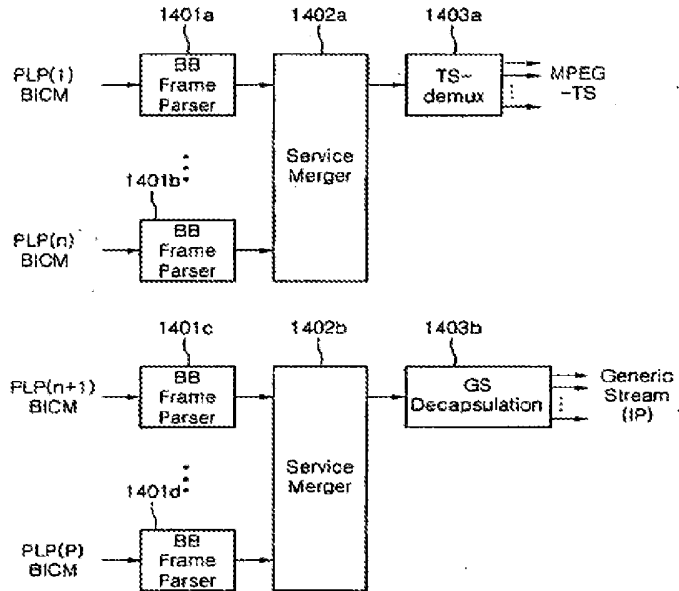 1401a
1402a
1403a
PLP(1)
BICM
BB
Frame
Parser
Service
Merger
TS-
demux
MPEG
-TS
1401b
PLP(n)
BICM
BB
Frame
Parser
1401c
1402b
1403b
PLP(n+1)
BICM
BB
Frame
Parser
Service
Merger
GS
Decapsulation
Generic
Stream
(IP)
1401d
PLP(P)
BICM
BB
Frame
Parser